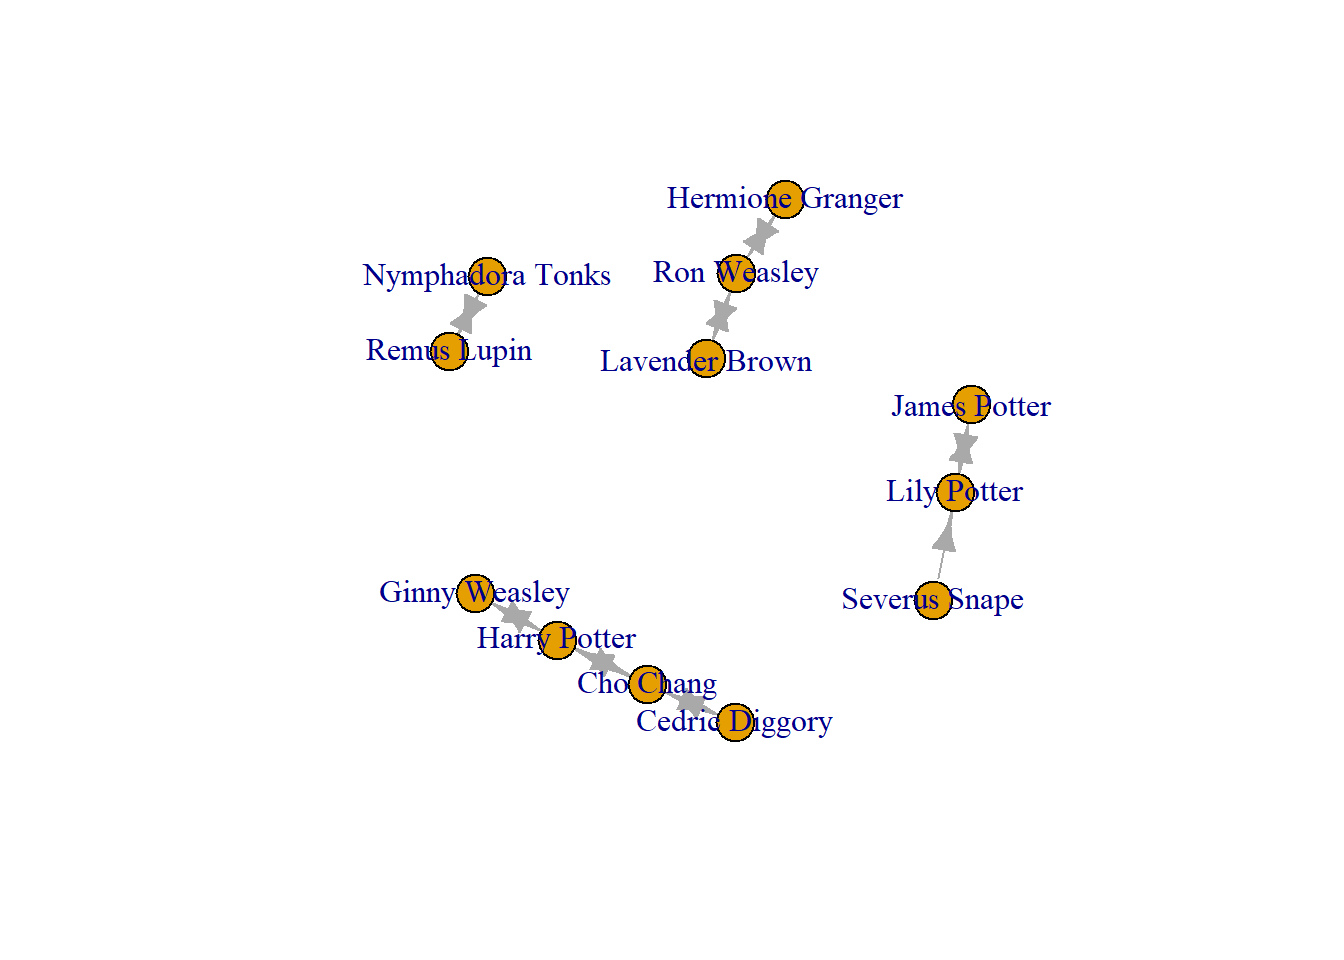 Hermione Granger
Nymphadora Tonks
Ron Weasley
Remus Lupin
Lavender Brown
James Potter
Lily Potter
Ginny Weasley
Severus Snape
Harry Potter
Cho Chang
Cedric Diggory